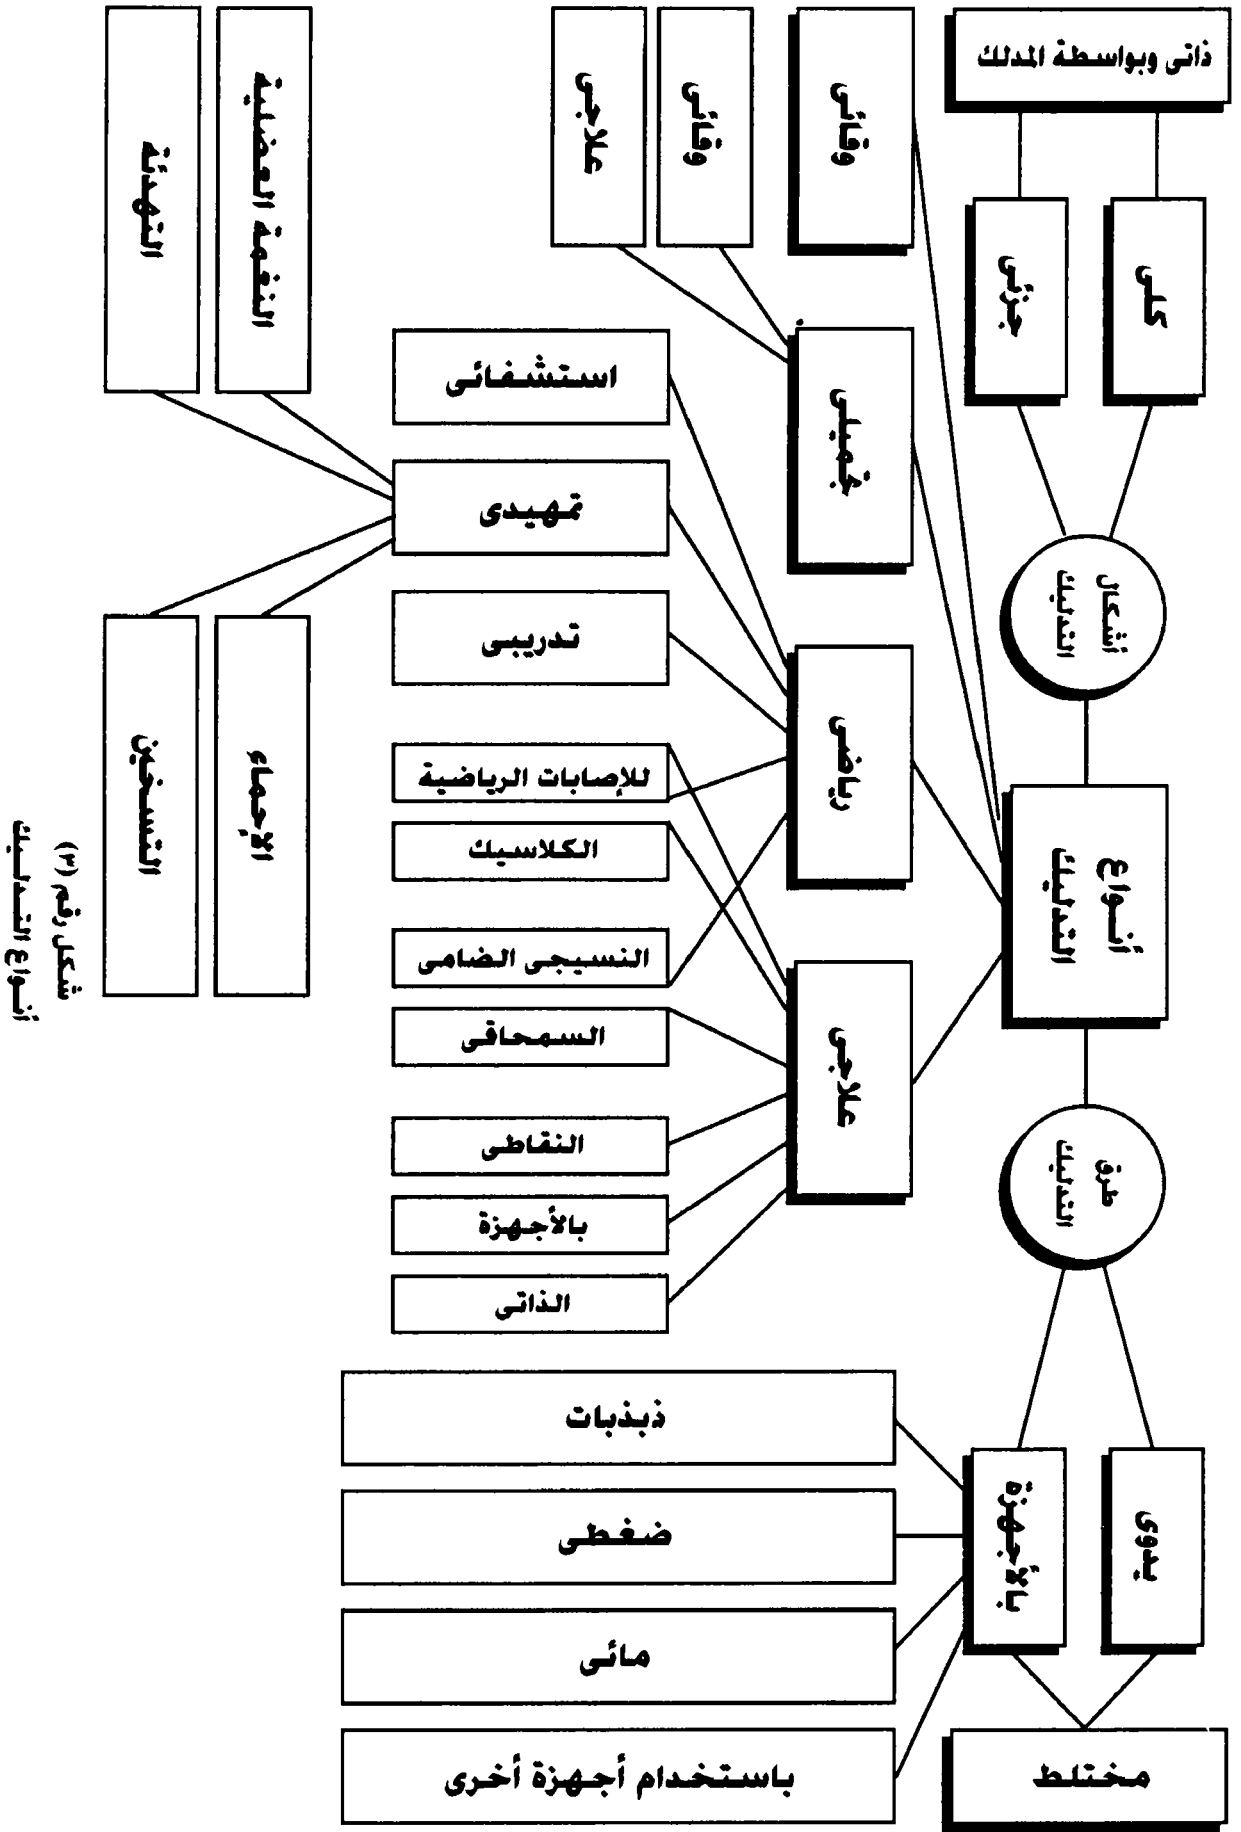 ذاتى وبواسطة المدلك
كلى
جزئى
أشكال
التدليك
أنواع
التدليك
طرق
التدليك
يدوى
بالأجهزة
مختلط
وقائى
تجميلى
رياضى
علاجى
وقائى
علاجى
استشفائى
تمهيدى
تدريبى
للإصابات الرياضية
الكلاسيك
النسيجى الضامى
السمحاقى
النقاطى
بالأجهزة
الذاتى
ذبذبات
ضغطى
مائى
باستخدام أجهزة أخرى
النغمة العضلية
التهدئة
الإحماء
التسخين
شكل رقم (٣)
أنواع التدليك